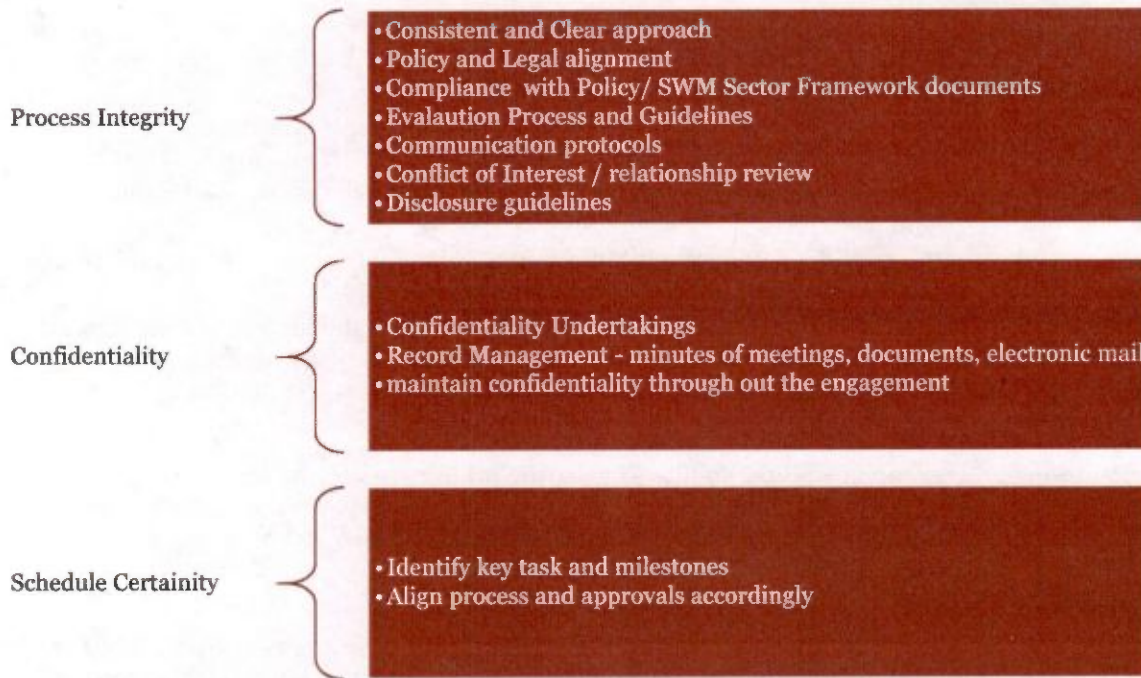 Process Integrity
• Consistent and Clear approach
• Policy and Legal alignment
• Compliance with Policy/ SWM Sector Framework documents
• Evalaution Process and Guidelines
• Communication protocols
• Conflict of Interest / relationship review
• Disclosure guidelines
Confidentiality
• Confidentiality Undertakings
• Record Management - minutes of meetings, documents, electronic mail
• maintain confidentiality through out the engagement
Schedule Certainity
• Identify key task and milestones
• Align process and approvals accordingly